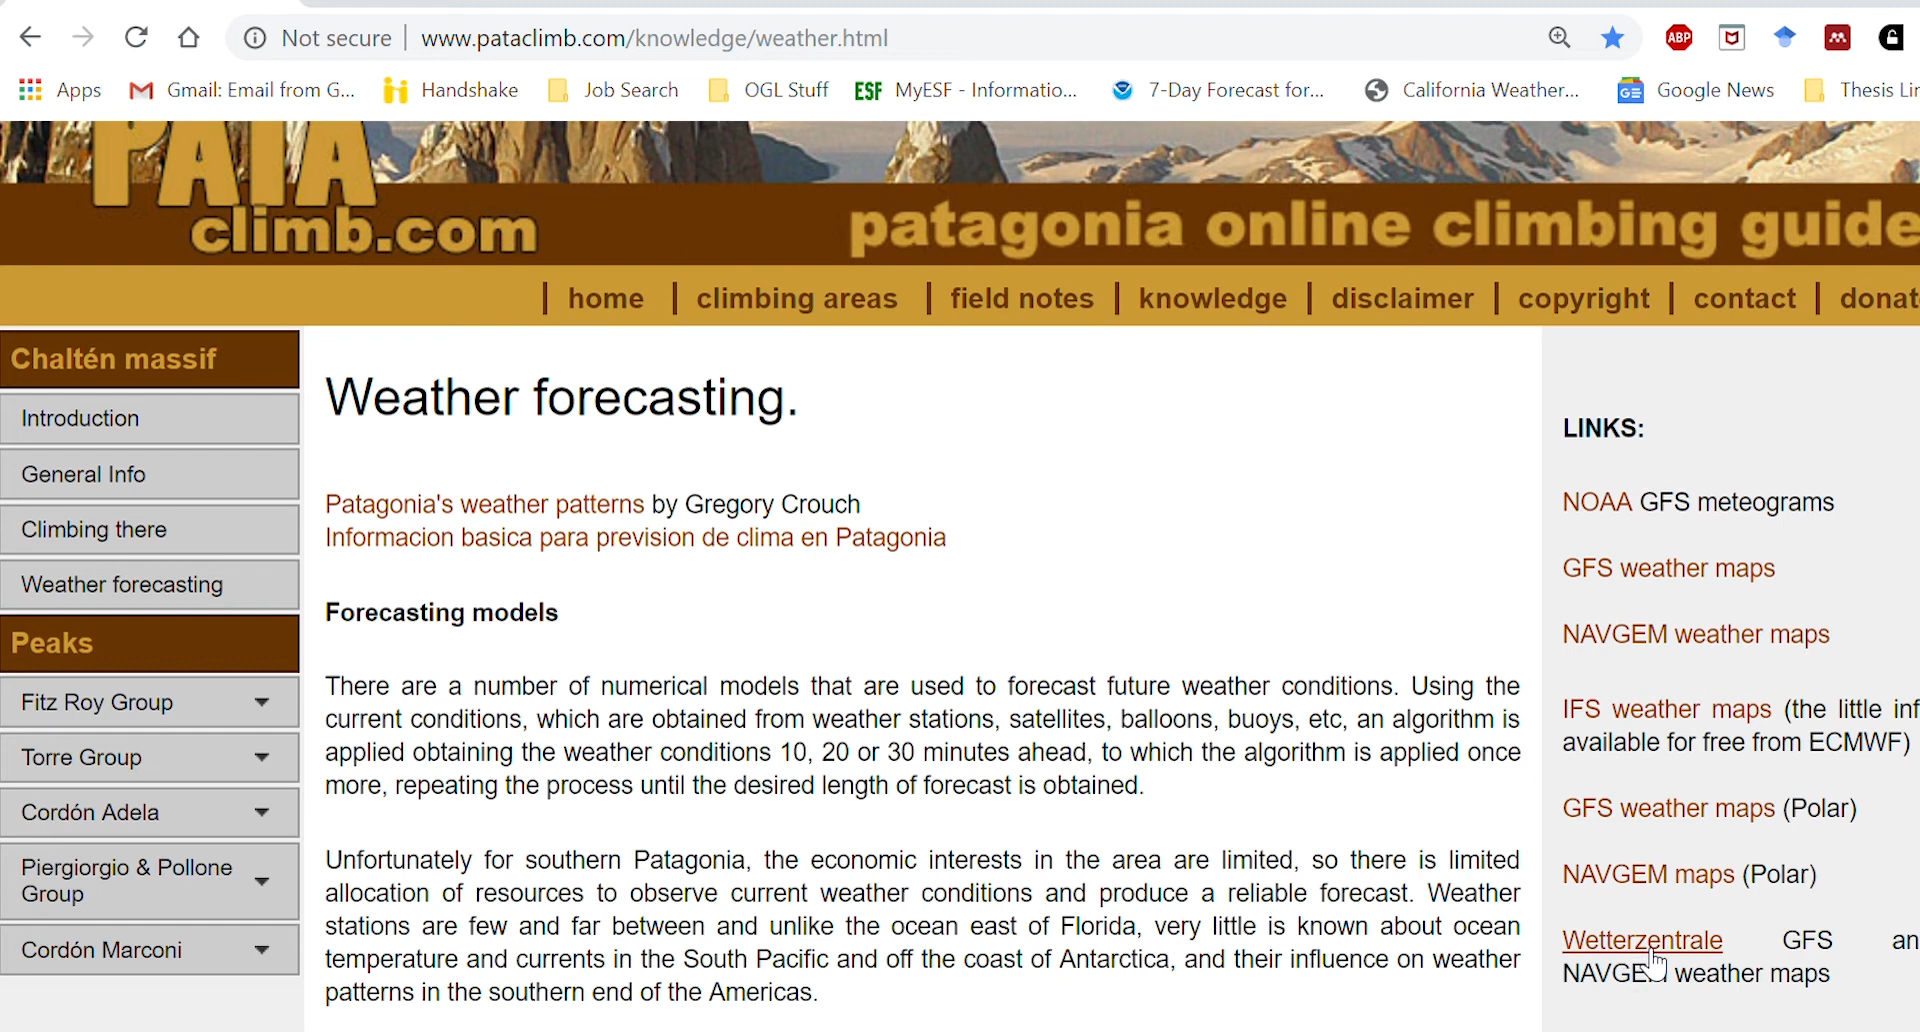 Not secure | www.pataclimb.com/knowledge/weather.html
ABP
Apps Gmail: Email from G... Handshake Job Search OGL Stuff ESF MyESF - Informatio... 7-Day Forecast for... California Weather... GE Google News Thesis Lin
PATA
climb.com
patagonia online climbing guide
| home | climbing areas | field notes | knowledge | disclaimer | copyright | contact | donat
Chaltén massif
Introduction
General Info
Climbing there
Weather forecasting
Peaks
Fitz Roy Group
Torre Group
Cordón Adela
Piergiorgio & Pollone
Group
Cordón Marconi
Weather forecasting.
Patagonia's weather patterns by Gregory Crouch
Informacion basica para prevision de clima en Patagonia
Forecasting models
There are a number of numerical models that are used to forecast future weather conditions. Using the
current conditions, which are obtained from weather stations, satellites, balloons, buoys, etc, an algorithm is
applied obtaining the weather conditions 10, 20 or 30 minutes ahead, to which the algorithm is applied once
more, repeating the process until the desired length of forecast is obtained.
Unfortunately for southern Patagonia, the economic interests in the area are limited, so there is limited
allocation of resources to observe current weather conditions and produce a reliable forecast. Weather
stations are few and far between and unlike the ocean east of Florida, very little is known about ocean
temperature and currents in the South Pacific and off the coast of Antarctica, and their influence on weather
patterns in the southern end of the Americas.
LINKS:
NOAA GFS meteograms
GFS weather maps
NAVGEM weather maps
IFS weather maps (the little inf
available for free from ECMWF)
GFS weather maps (Polar)
NAVGEM maps (Polar)
Wetterzentrale GFS an
NAVGEM weather maps